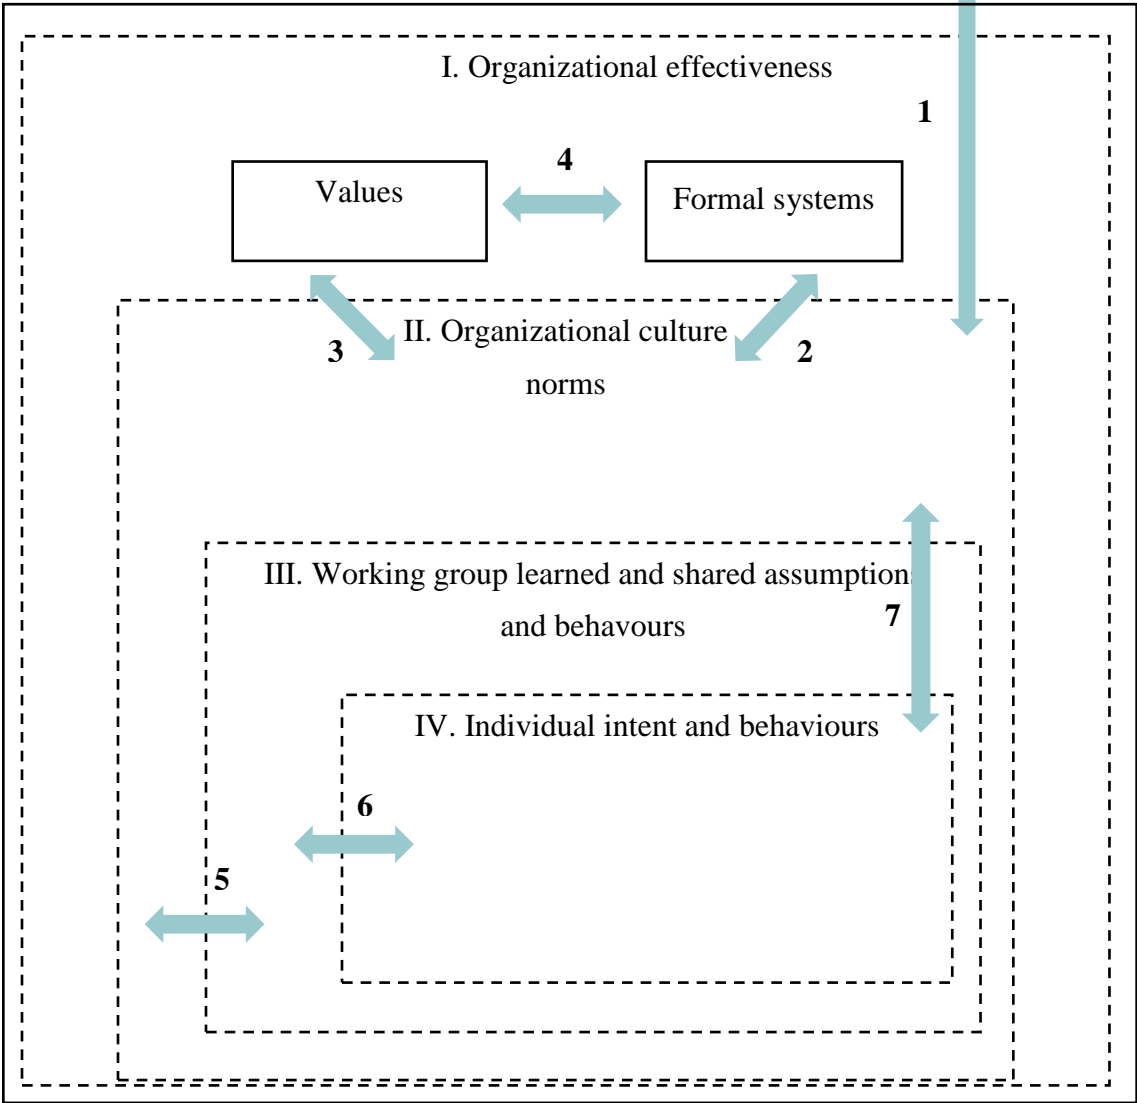 I. Organizational effectiveness
1
4
Values
Formal systems
II. Organizational culture
norms
3
2
III. Working group learned and shared assumption
and behavours
7
IV. Individual intent and behaviours
6
5